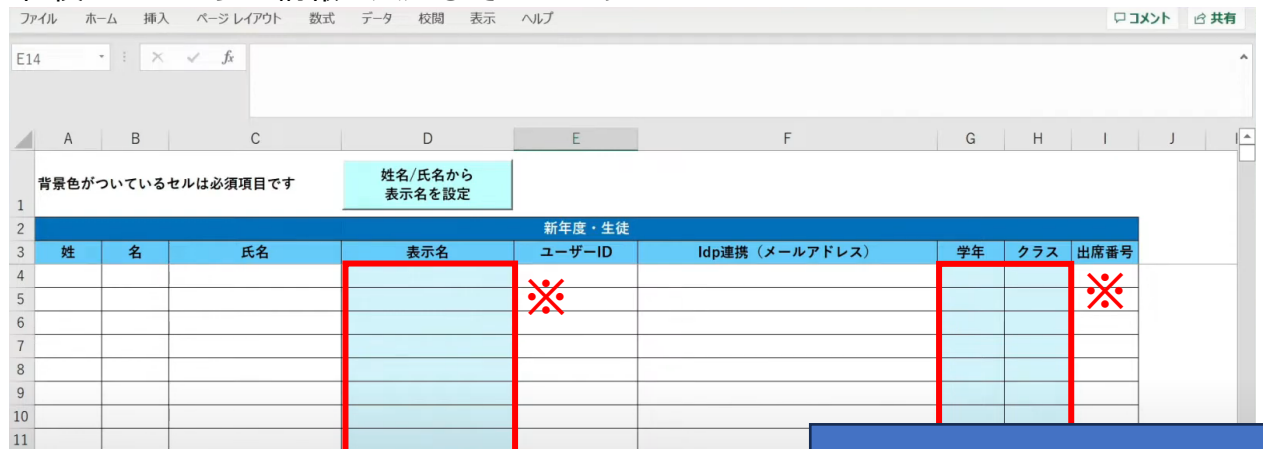 ファイル ホーム 挿入 ページ レイアウト 数式 データ 校閲 表示 ヘルプ コメント 共有
E14 fx
A B C D E F G H I J
背景色がついているセルは必須項目です
姓名/氏名から
表示名を設定
1
2 新年度・生徒
3 姓 名 氏名 表示名 ユーザーID Idp連携（メールアドレス） 学年 クラス 出席番号
4
5 ※ ※
6
7
8
9
10
11